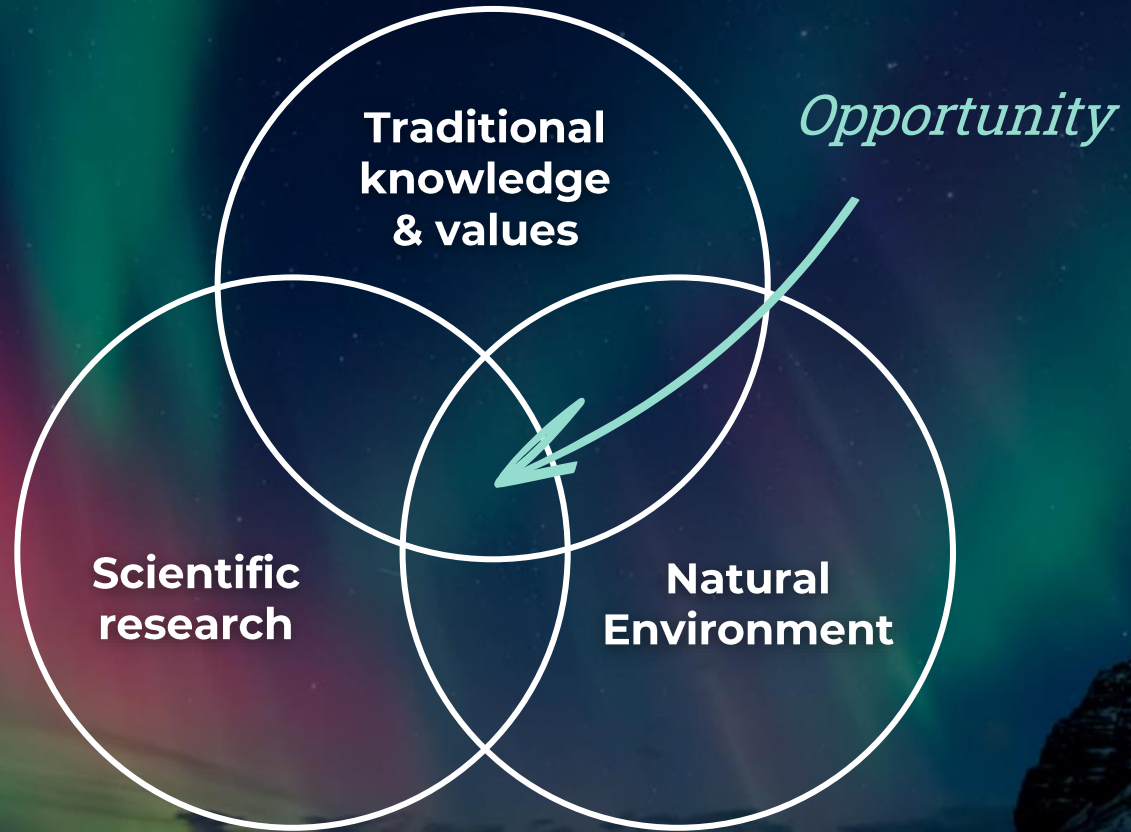 Traditional
knowledge
& values
Opportunity
Scientific
research
Natural
Environment